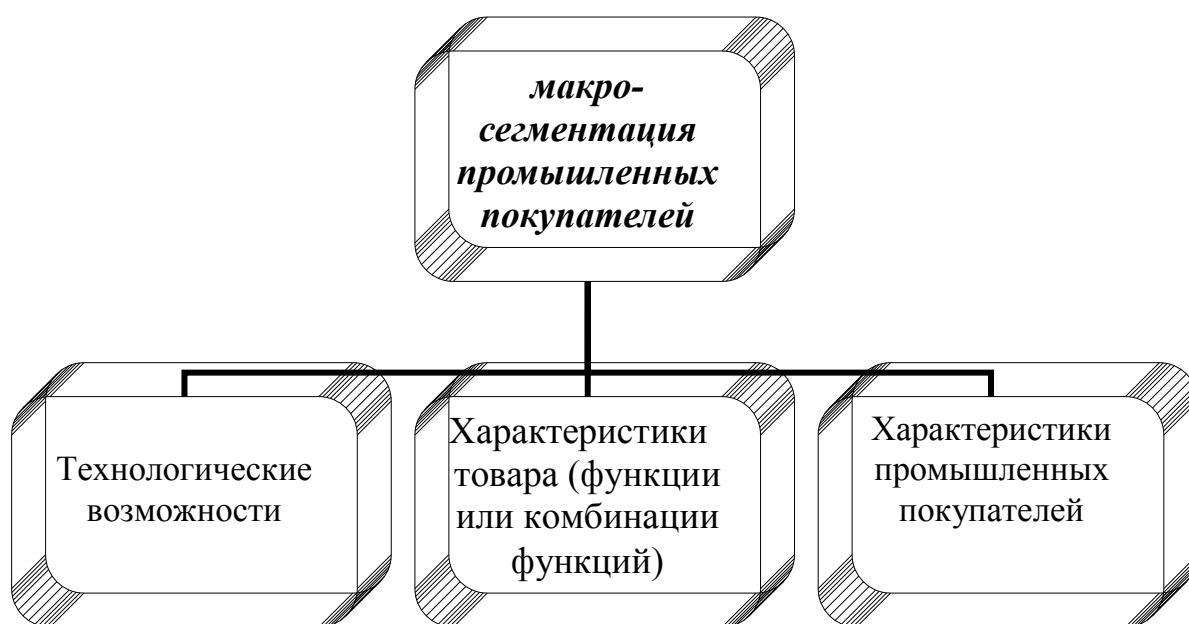 макро-
сегментация
промышленных
покупателей
Технологические
возможности
Характеристики
товара (функции
или комбинации
функций)
Характеристики
промышленных
покупателей